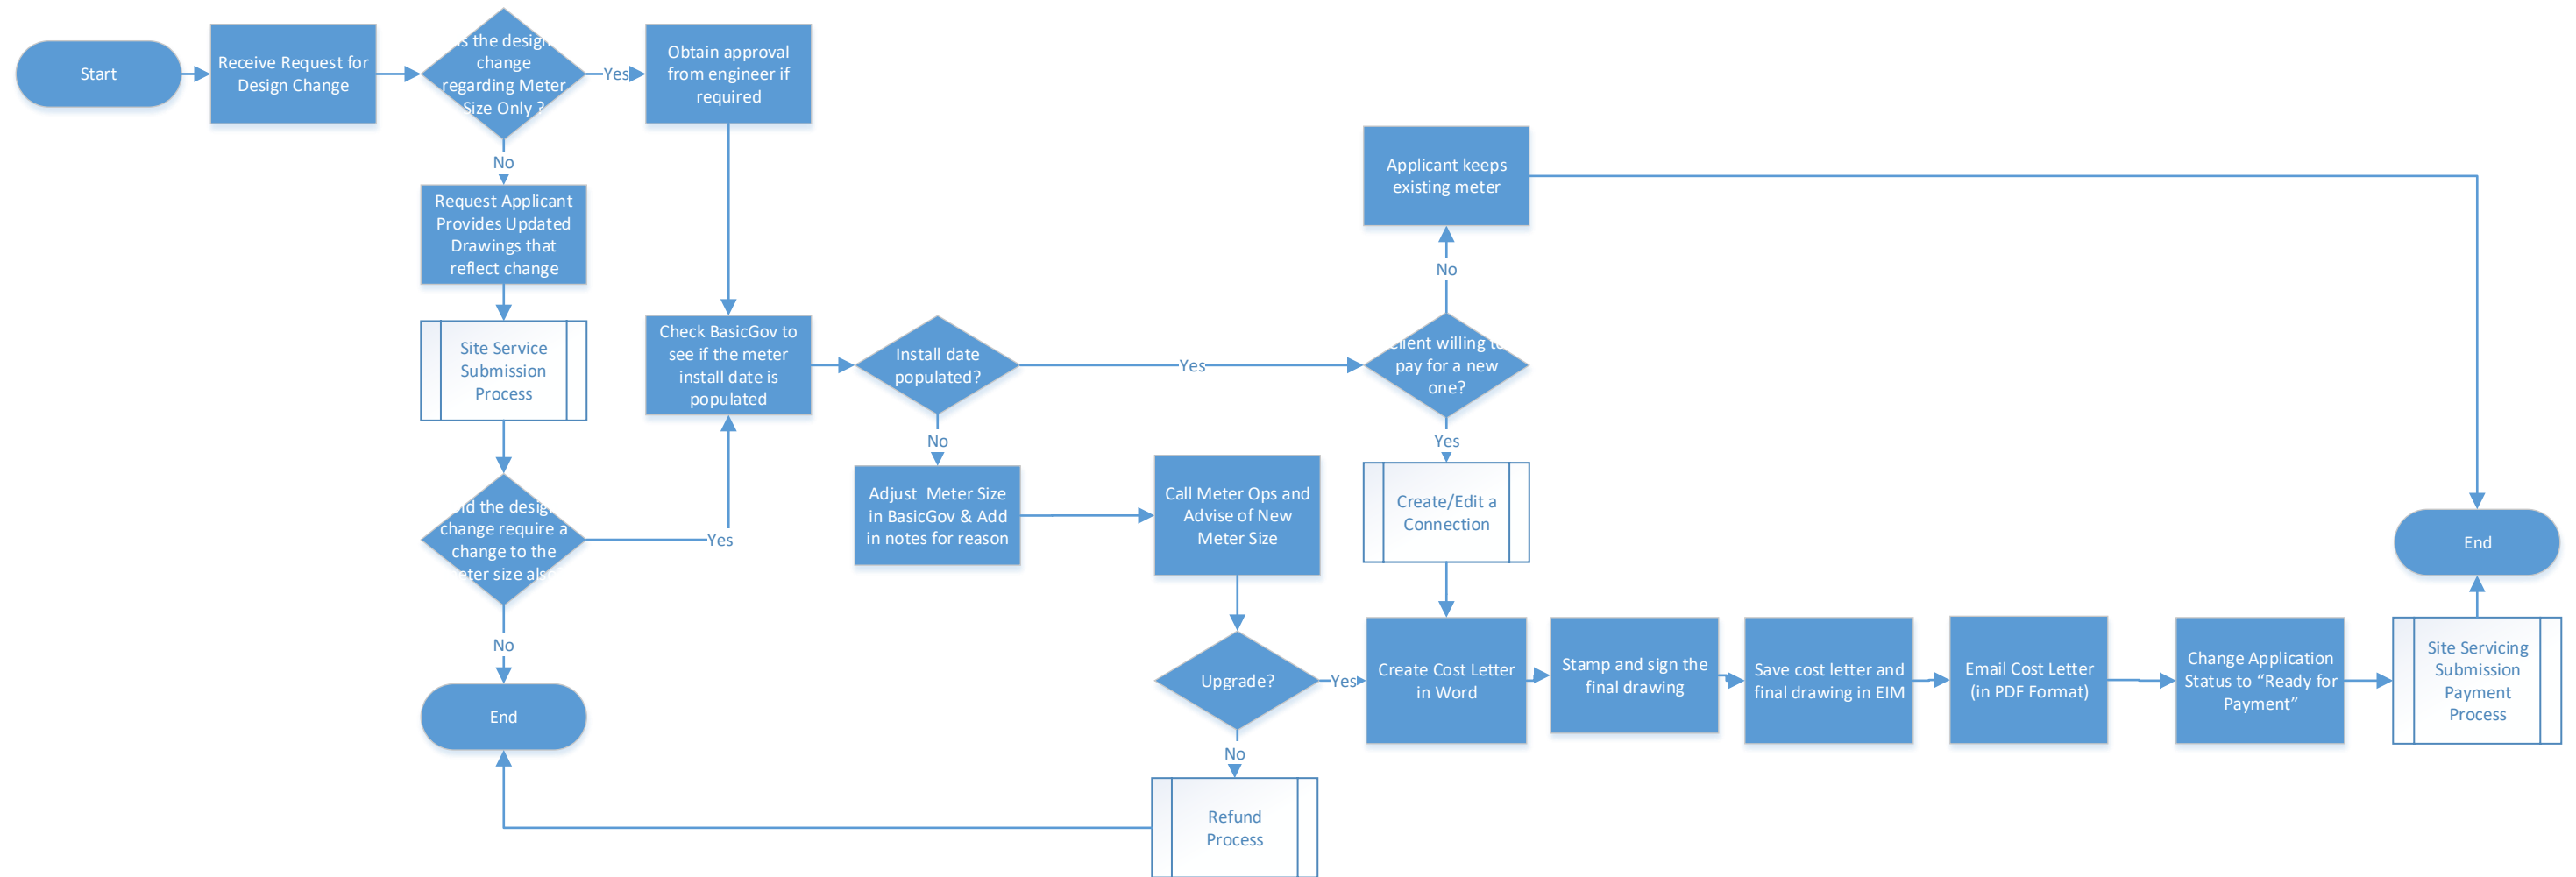 Start
Receive Request for
Design Change
is the design
change
regarding Meter
Size Only ?
Yes
Obtain approval
from engineer if
required
No
Request Applicant
Provides Updated
Drawings that
reflect change
Site Service
Submission
Process
the design
change require a
change to the
meter size also
Yes
No
End
Check BasicGov to
see if the meter
install date is
populated
Install date
populated?
Yes
No
Adjust Meter Size
in BasicGov & Add
in notes for reason
Call Meter Ops and
Advise of New
Meter Size
Upgrade?
Yes
No
Refund
Process
Applicant keeps
existing meter
No
Client willing to
pay for a new
one?
Yes
Create/Edit a
Connection
Create Cost Letter
in Word
Stamp and sign the
final drawing
Save cost letter and
final drawing in EIM
Email Cost Letter
(in PDF Format)
Change Application
Status to “Ready for
Payment”
Site Servicing
Submission
Payment
Process
End